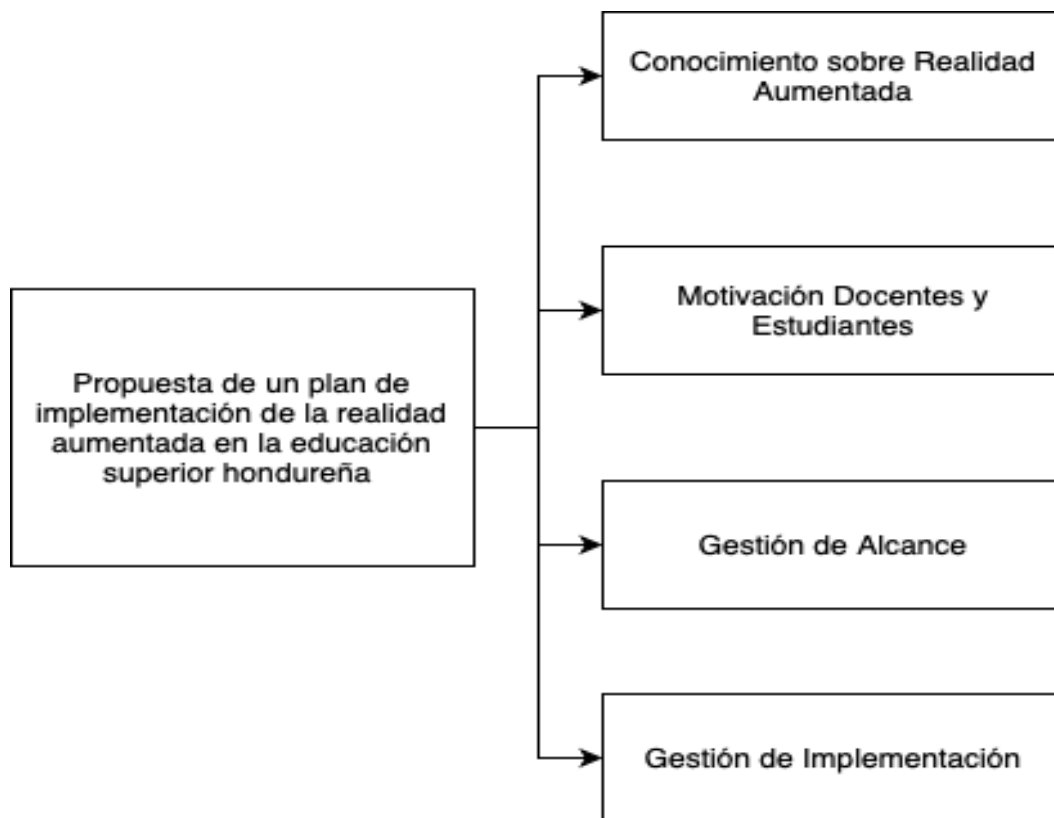 Conocimiento sobre Realidad
Aumentada
Motivación Docentes y
Estudiantes
Propuesta de un plan de
implementación de la realidad
aumentada en la educación
superior hondureña
Gestión de Alcance
Gestión de Implementación